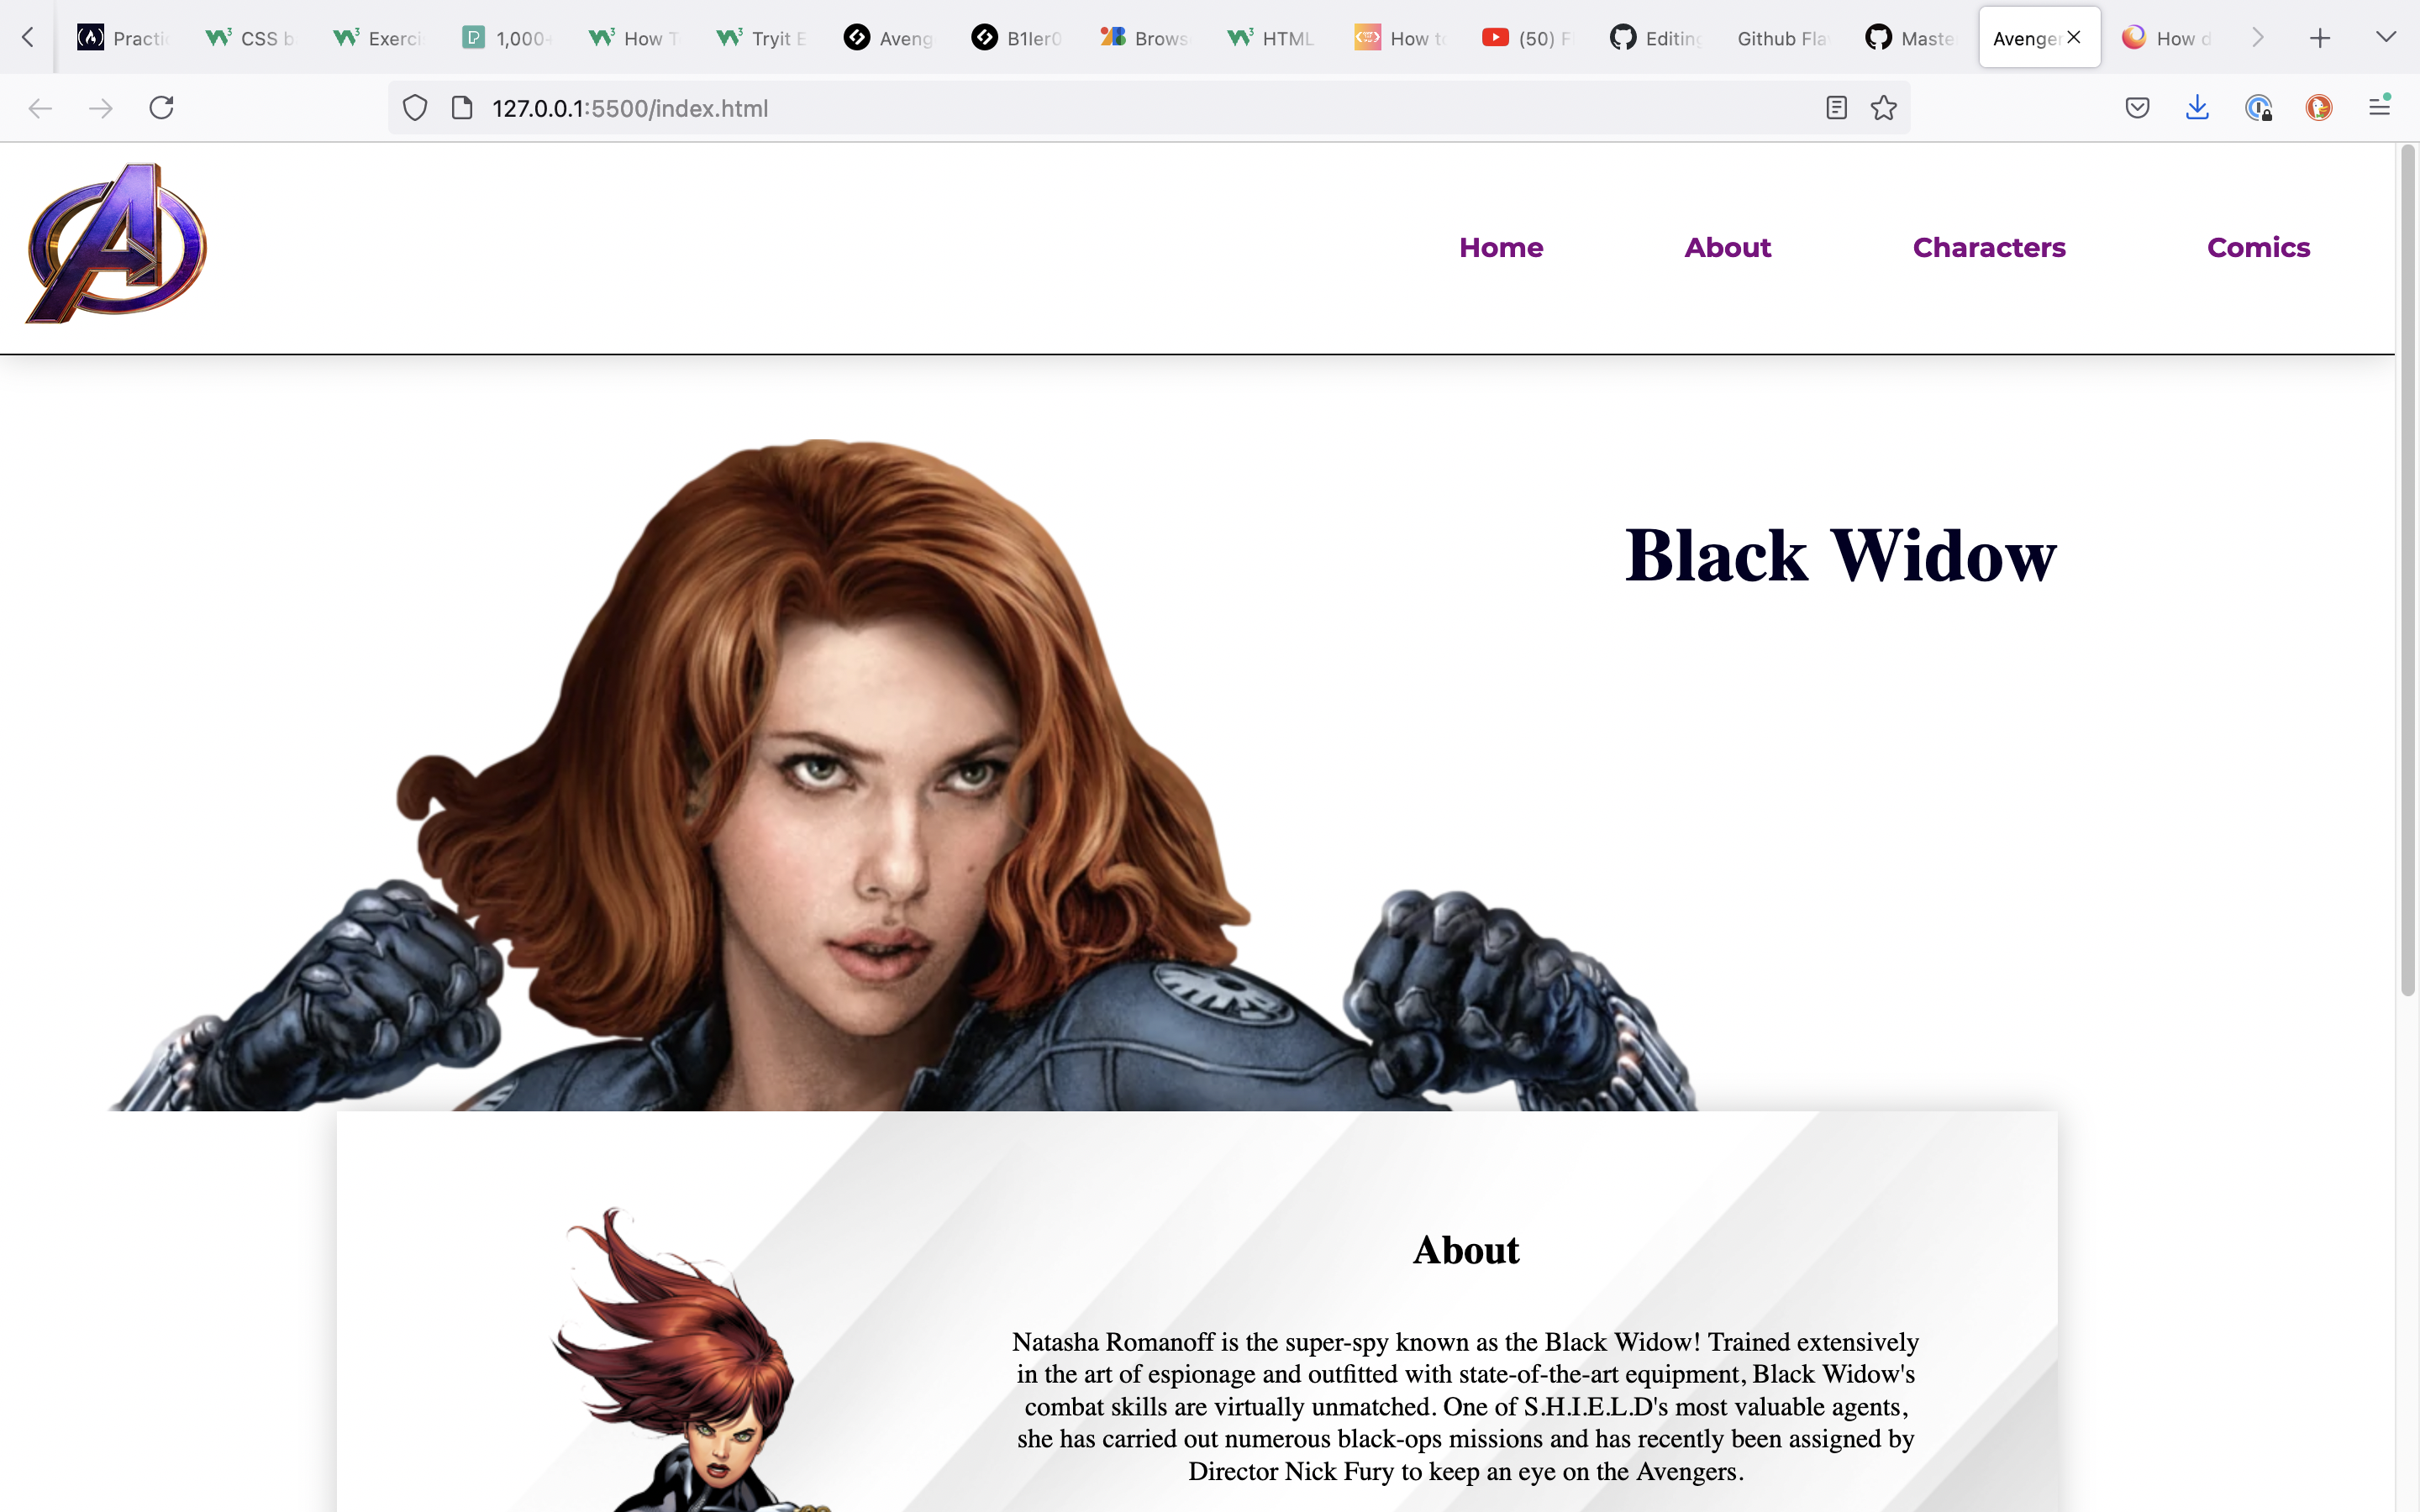 Practic
CSS b
Exerci
1,000+
How T
Tryit E
Aveng
B1ler0
Brows
HTML
How to
(50) F
Editing
Github Fla
Maste
Avenge
How d
127.0.0.1:5500/index.html
Home About Characters Comics
Black Widow
About
Natasha Romanoff is the super-spy known as the Black Widow! Trained extensively
in the art of espionage and outfitted with state-of-the-art equipment, Black Widow's
combat skills are virtually unmatched. One of S.H.I.E.L.D's most valuable agents,
she has carried out numerous black-ops missions and has recently been assigned by
Director Nick Fury to keep an eye on the Avengers.